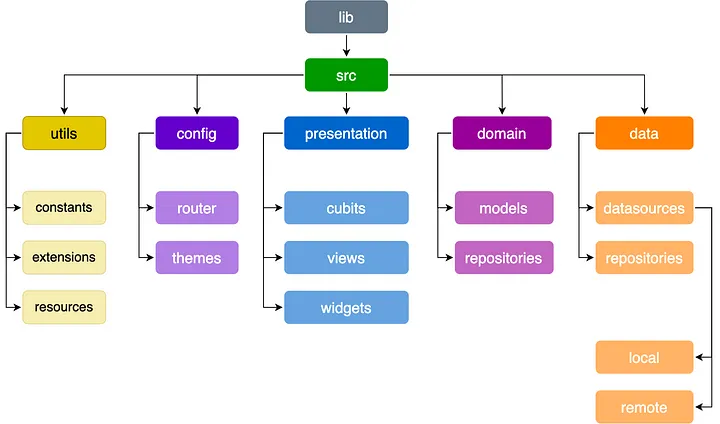 lib
src
utils
config
presentation
domain
data
constants
router
cubits
models
datasources
extensions
themes
views
repositories
repositories
resources
widgets
local
remote